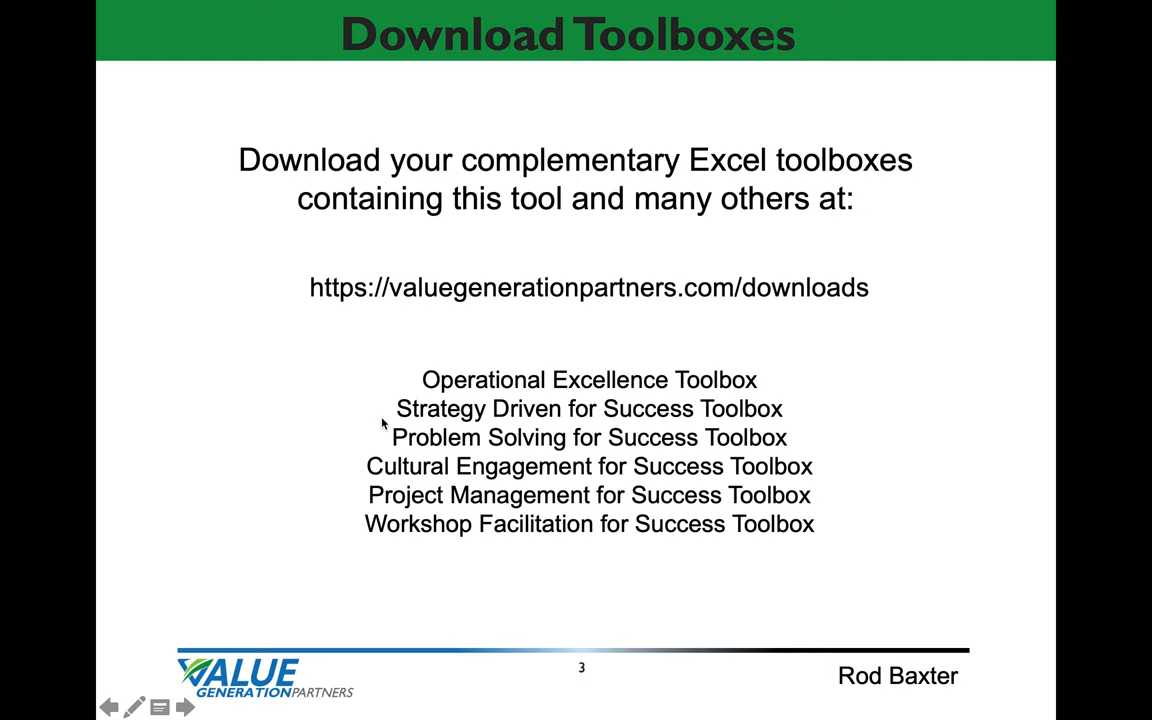 Download Toolboxes
Download your complementary Excel toolboxes
containing this tool and many others at:
https://valuegenerationpartners.com/downloads
Operational Excellence Toolbox
Strategy Driven for Success Toolbox
Problem Solving for Success Toolbox
Cultural Engagement for Success Toolbox
Project Management for Success Toolbox
Workshop Facilitation for Success Toolbox
VALUE
GENERATIONPARTNERS
3
Rod Baxter